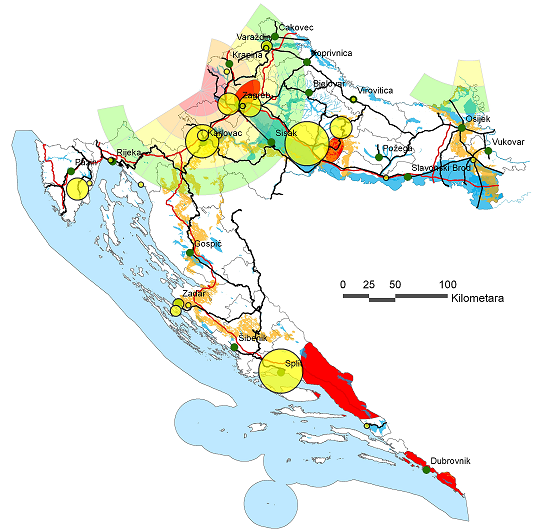 Čakovec
Varaždin
Krapina
Koprivnica
Zagreb
Bjelovar
Virovitica
Osijek
Karlovac
Sisak
Vukovar
Rijeka
Požega
Pazin
Slavonski Brod
Gospić
0 25 50 100
Kilometara
Zadar
Šibenik
Split
Dubrovnik